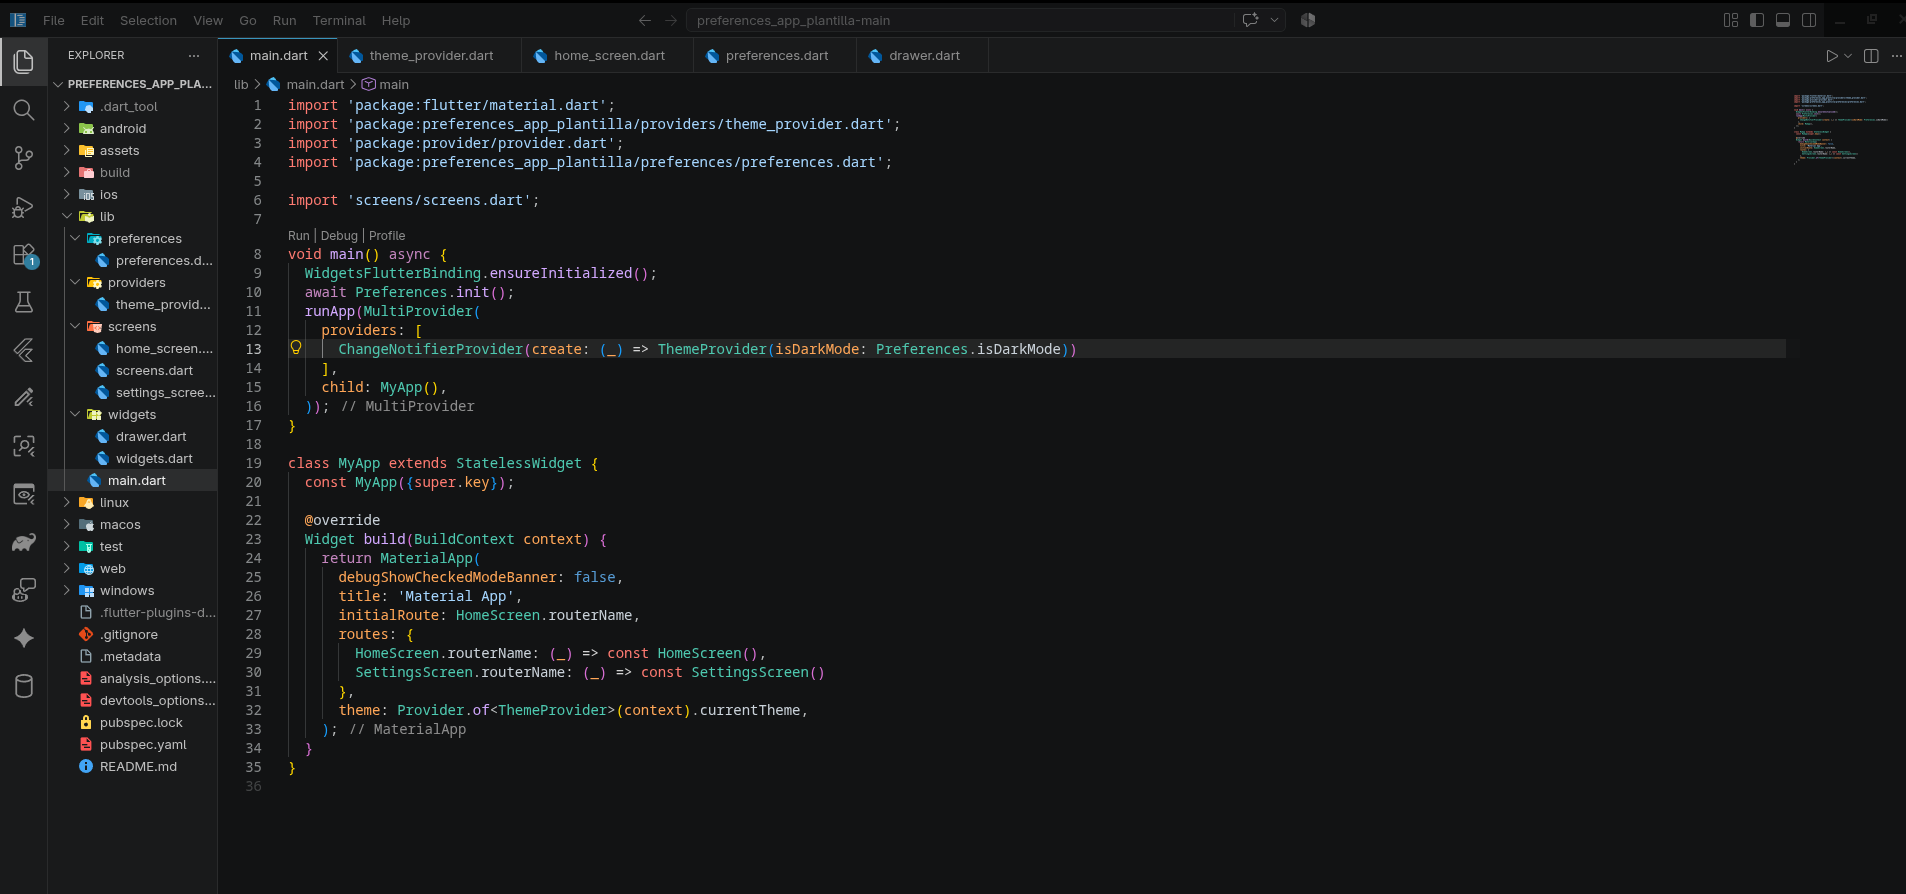 File Edit Selection View Go Run Terminal Help
preferences_app_plantilla-main
EXPLORER
main.dart
theme_provider.dart
home_screen.dart
preferences.dart
drawer.dart
PREFERENCES_APP_PLA...
.dart_tool
android
assets
build
ios
lib
preferences
preferences.d...
providers
theme_provid...
screens
home_screen....
screens.dart
settings_scree...
widgets
drawer.dart
widgets.dart
main.dart
linux
macos
test
web
windows
.flutter-plugins-d...
.gitignore
.metadata
analysis_options....
devtools_options...
pubspec.lock
pubspec.yaml
README.md
1
lib > main.dart > main
1 import 'package:flutter/material.dart';
2 import 'package:preferences_app_plantilla/providers/theme_provider.dart';
3 import 'package:provider/provider.dart';
4 import 'package:preferences_app_plantilla/preferences/preferences.dart';
5
6 import 'screens/screens.dart';
7
Run | Debug | Profile
8 void main() async {
9 WidgetsFlutterBinding.ensureInitialized();
10 await Preferences.init();
11 runApp(MultiProvider(
12 providers: [
13 ChangeNotifierProvider(create: (_) => ThemeProvider(isDarkMode: Preferences.isDarkMode))
14 ],
15 child: MyApp(),
16 )); // MultiProvider
17 }
18
19 class MyApp extends StatelessWidget {
20 const MyApp({super.key});
21
22 @override
23 Widget build(BuildContext context) {
24 return MaterialApp(
25 debugShowCheckedModeBanner: false,
26 title: 'Material App',
27 initialRoute: HomeScreen.routerName,
28 routes: {
29 HomeScreen.routerName: (_) => const HomeScreen(),
30 SettingsScreen.routerName: (_) => const SettingsScreen()
31 },
32 theme: Provider.of<ThemeProvider>(context).currentTheme,
33 ); // MaterialApp
34 }
35 }
36